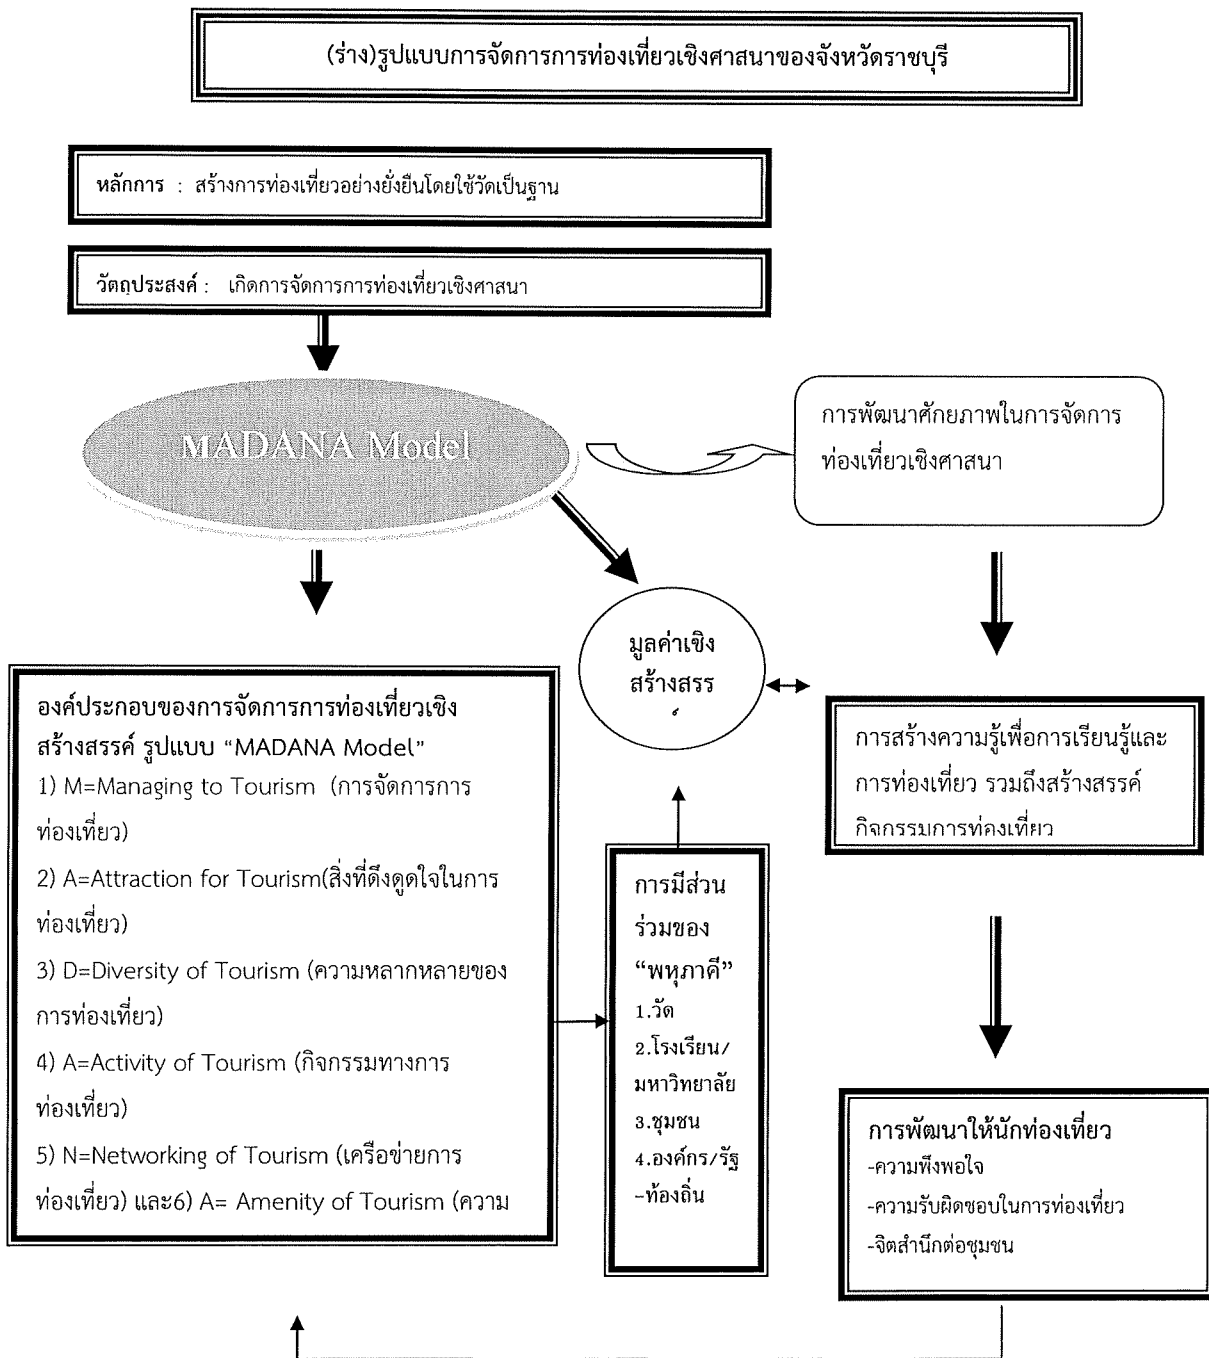 (ร่าง)รูปแบบการจัดการการท่องเที่ยวเชิงศาสนาของจังหวัดราชบุรี
หลักการ : สร้างการท่องเที่ยวอย่างยั่งยืนโดยใช้วัดเป็นฐาน
วัตถุประสงค์ : เกิดการจัดการการท่องเที่ยวเชิงศาสนา
MADANA Model
การพัฒนาศักยภาพในการจัดการ
ท่องเที่ยวเชิงศาสนา
มูลค่าเชิง
สร้างสรร
์
องค์ประกอบของการจัดการการท่องเที่ยวเชิง
สร้างสรรค์ รูปแบบ “MADANA Model”
1) M=Managing to Tourism (การจัดการการ
ท่องเที่ยว)
2) A=Attraction for Tourism(สิ่งที่ดึงดูดใจในการ
ท่องเที่ยว)
3) D=Diversity of Tourism (ความหลากหลายของ
การท่องเที่ยว)
4) A=Activity of Tourism (กิจกรรมทางการ
ท่องเที่ยว)
5) N=Networking of Tourism (เครือข่ายการ
ท่องเที่ยว) และ6) A= Amenity of Tourism (ความ
การมีส่วน
ร่วมของ
“พหุภาคี”
1.วัด
2.โรงเรียน/
มหาวิทยาลัย
3.ชุมชน
4.องค์กร/รัฐ
-ท้องถิ่น
การสร้างความรู้เพื่อการเรียนรู้และ
การท่องเที่ยว รวมถึงสร้างสรรค์
กิจกรรมการท่องเที่ยว
การพัฒนาให้นักท่องเที่ยว
-ความพึงพอใจ
-ความรับผิดชอบในการท่องเที่ยว
-จิตสำนึกต่อชุมชน